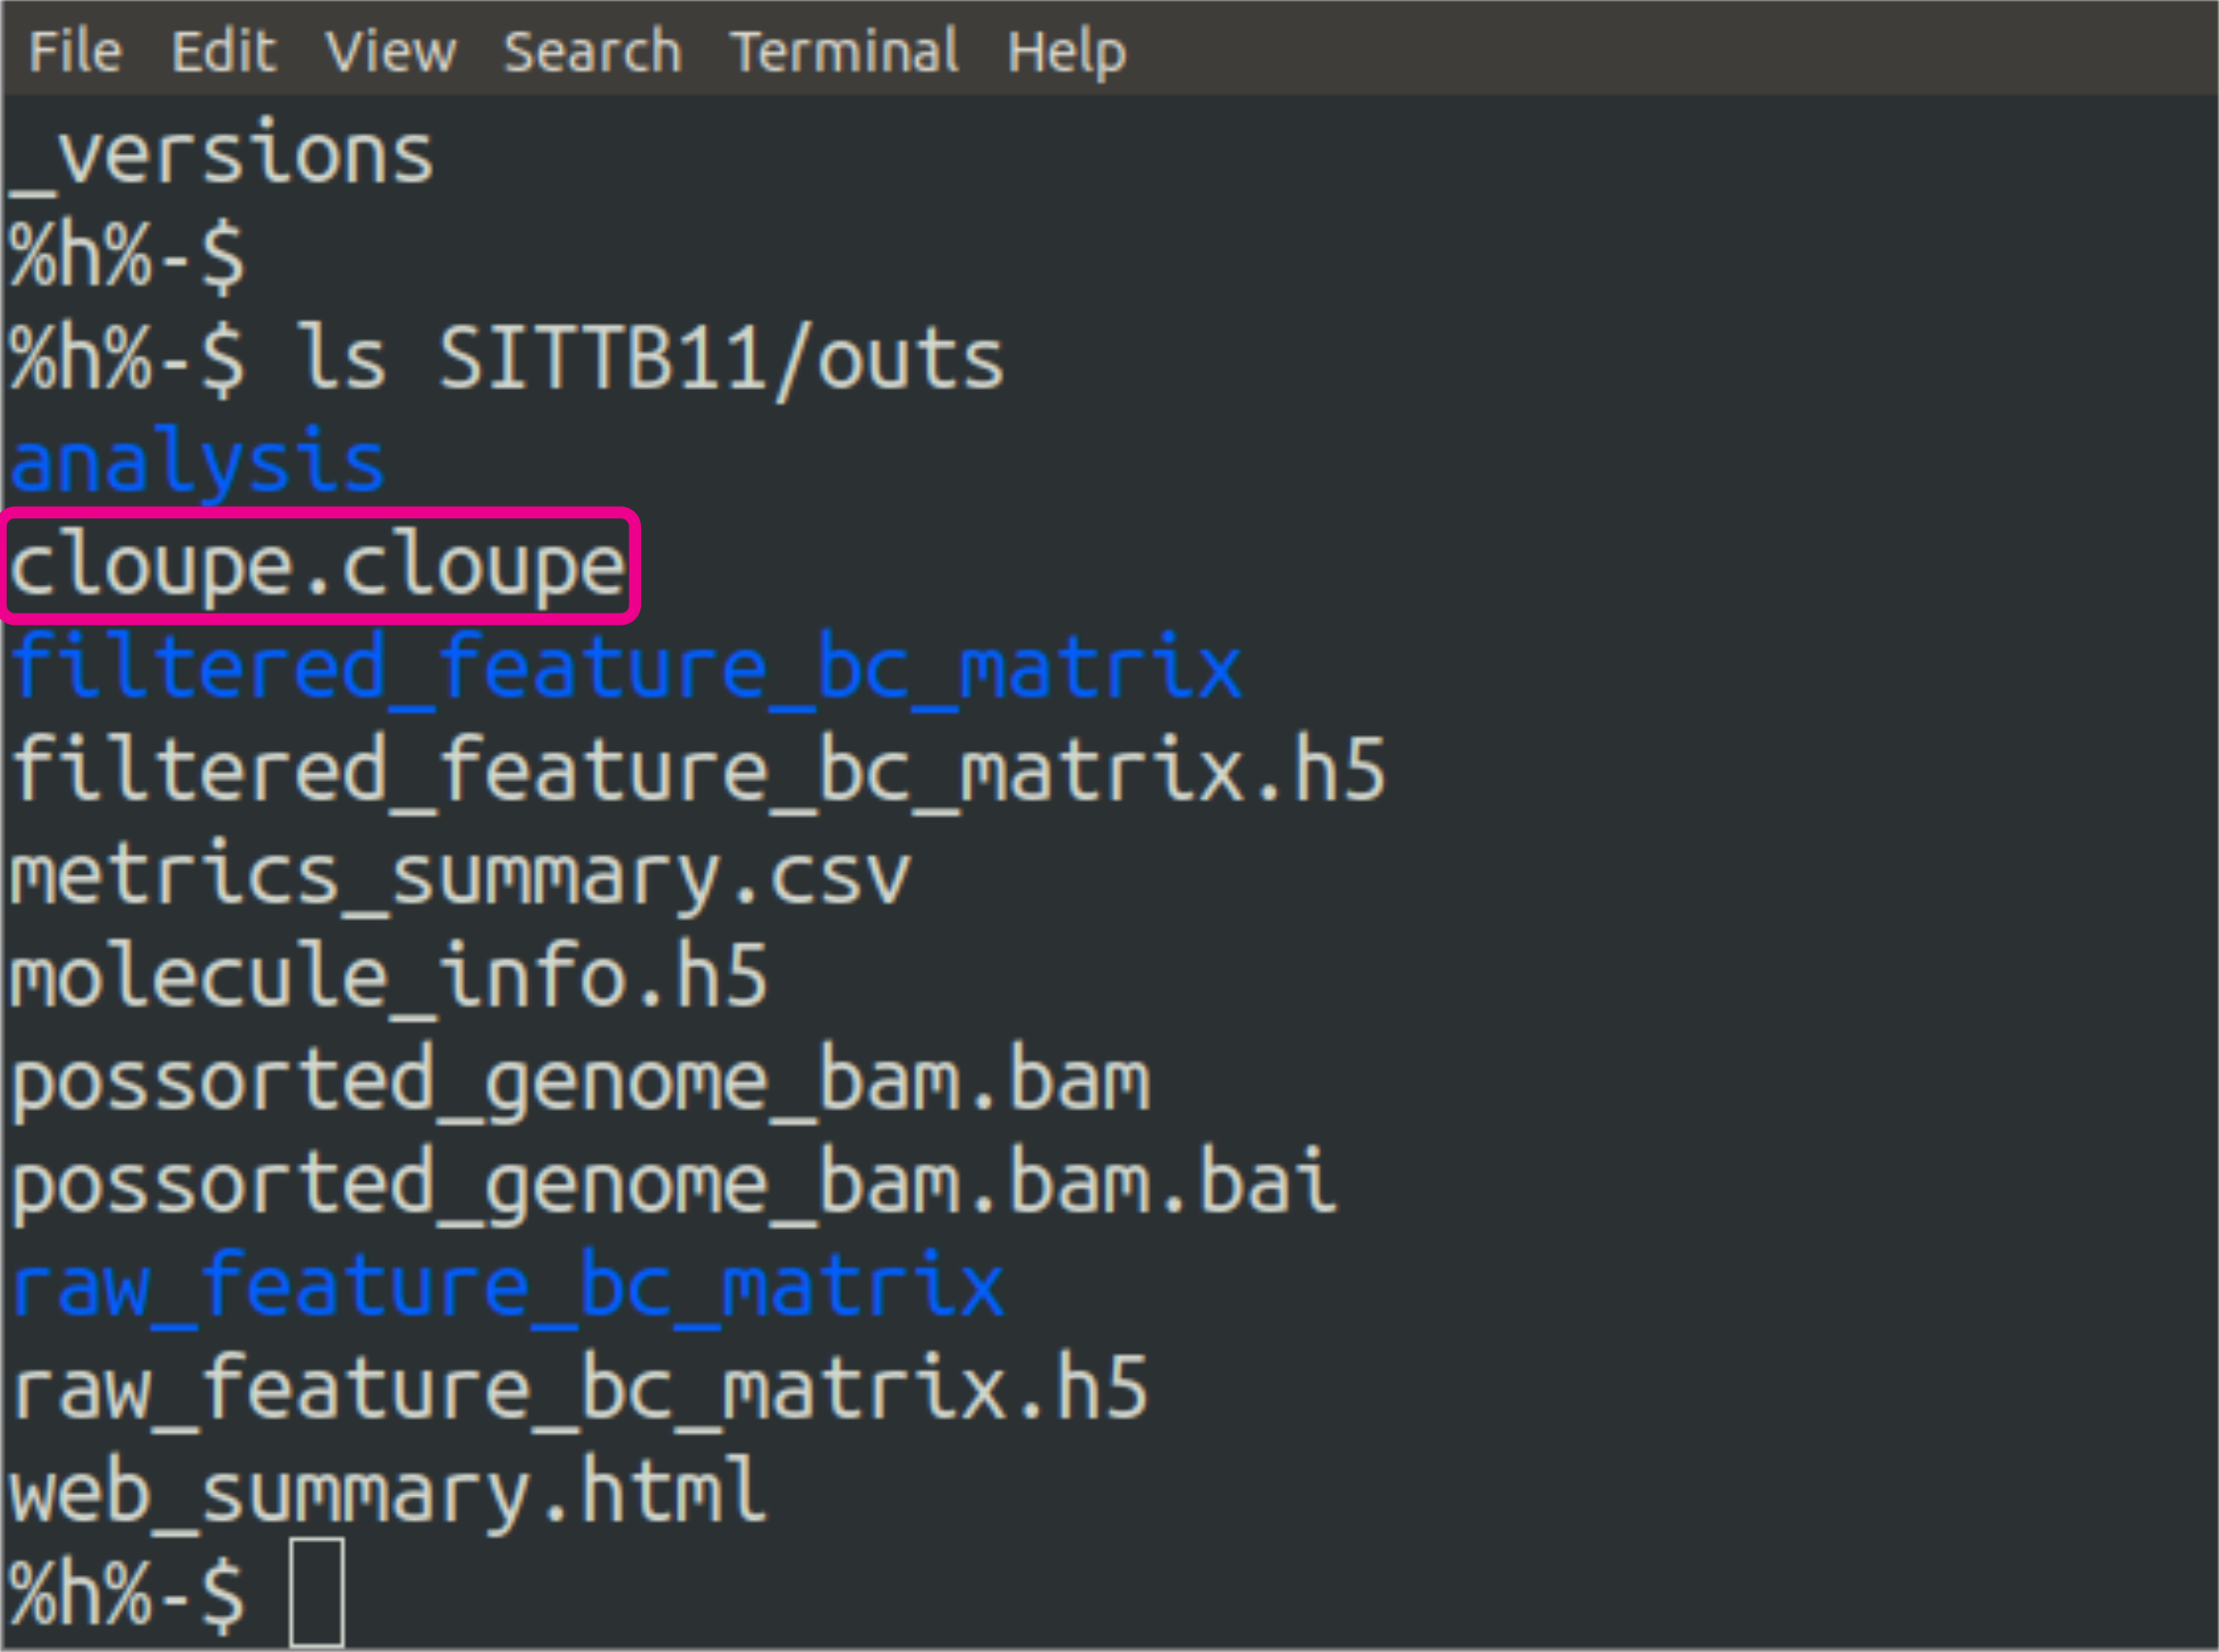 File Edit View Search Terminal Help
_versions
%h%-$
%h%-$ ls SITTB11/outs
analysis
cloupe.cloupe
filtered_feature_bc_matrix
filtered_feature_bc_matrix.h5
metrics_summary.csv
molecule_info.h5
possorted_genome_bam.bam
possorted_genome_bam.bam.bai
raw_feature_bc_matrix
raw_feature_bc_matrix.h5
web_summary.html
%h%-$